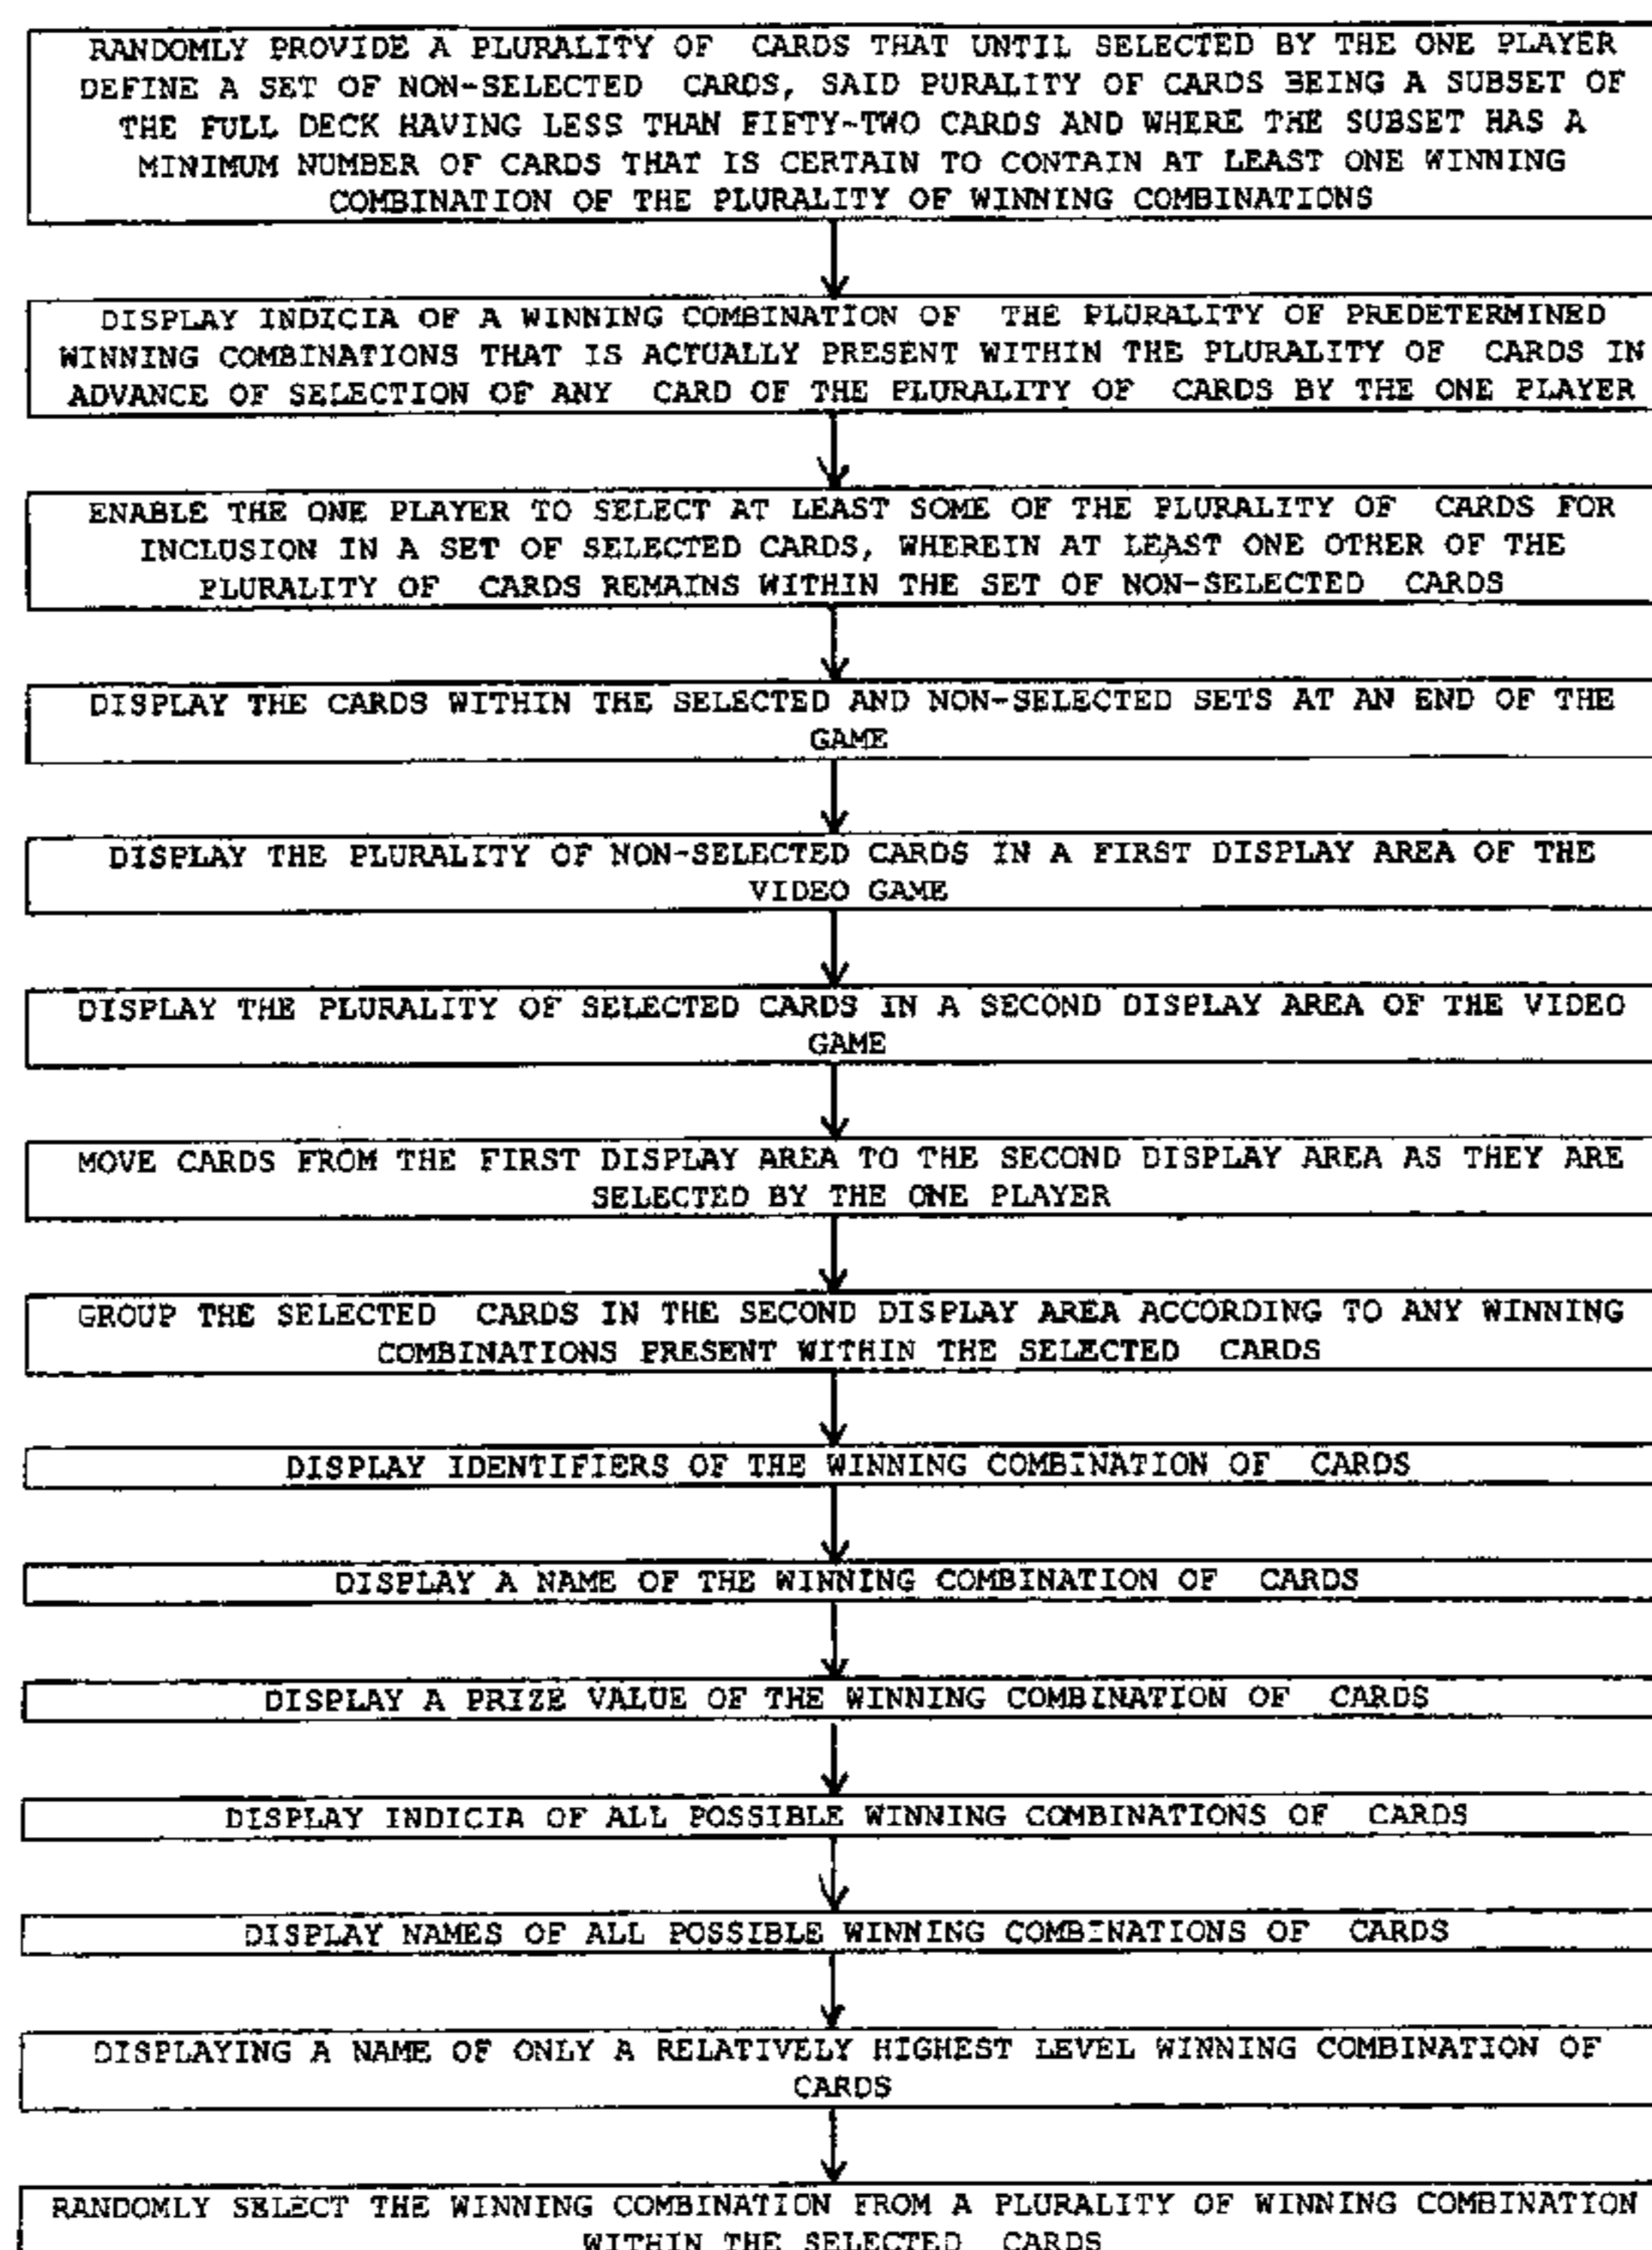 RANDOMLY PROVIDE A PLURALITY OF CARDS THAT UNTIL SELECTED BY THE ONE PLAYER
DEFINE A SET OF NON-SELECTED CARDS, SAID PURALITY OF CARDS BEING A SUBSET OF
THE FULL DECK HAVING LESS THAN FIFTY-TWO CARDS AND WHERE THE SUBSET HAS A
MINIMUM NUMBER OF CARDS THAT IS CERTAIN TO CONTAIN AT LEAST ONE WINNING
COMBINATION OF THE PLURALITY OF WINNING COMBINATIONS
DISPLAY INDICIA OF A WINNING COMBINATION OF THE PLURALITY OF PREDETERMINED
WINNING COMBINATIONS THAT IS ACTUALLY PRESENT WITHIN THE PLURALITY OF CARDS IN
ADVANCE OF SELECTION OF ANY CARD OF THE PLURALITY OF CARDS BY THE ONE PLAYER
ENABLE THE ONE PLAYER TO SELECT AT LEAST SOME OF THE PLURALITY OF CARDS FOR
INCLUSION IN A SET OF SELECTED CARDS, WHEREIN AT LEAST ONE OTHER OF THE
PLURALITY OF CARDS REMAINS WITHIN THE SET OF NON-SELECTED CARDS
DISPLAY THE CARDS WITHIN THE SELECTED AND NON-SELECTED SETS AT AN END OF THE
GAME
DISPLAY THE PLURALITY OF NON-SELECTED CARDS IN A FIRST DISPLAY AREA OF THE
VIDEO GAME
DISPLAY THE PLURALITY OF SELECTED CARDS IN A SECOND DISPLAY AREA OF THE VIDEO
GAME
MOVE CARDS FROM THE FIRST DISPLAY AREA TO THE SECOND DISPLAY AREA AS THEY ARE
SELECTED BY THE ONE PLAYER
GROUP THE SELECTED CARDS IN THE SECOND DISPLAY AREA ACCORDING TO ANY WINNING
COMBINATIONS PRESENT WITHIN THE SELECTED CARDS
DISPLAY IDENTIFIERS OF THE WINNING COMBINATION OF CARDS
DISPLAY A NAME OF THE WINNING COMBINATION OF CARDS
DISPLAY A PRIZE VALUE OF THE WINNING COMBINATION OF CARDS
DISPLAY INDICIA OF ALL POSSIBLE WINNING COMBINATIONS OF CARDS
DISPLAY NAMES OF ALL POSSIBLE WINNING COMBINATIONS OF CARDS
DISPLAYING A NAME OF ONLY A RELATIVELY HIGHEST LEVEL WINNING COMBINATION OF
CARDS
RANDOMLY SELECT THE WINNING COMBINATION FROM A PLURALITY OF WINNING COMBINATION
WITHIN THE SELECTED CARDS